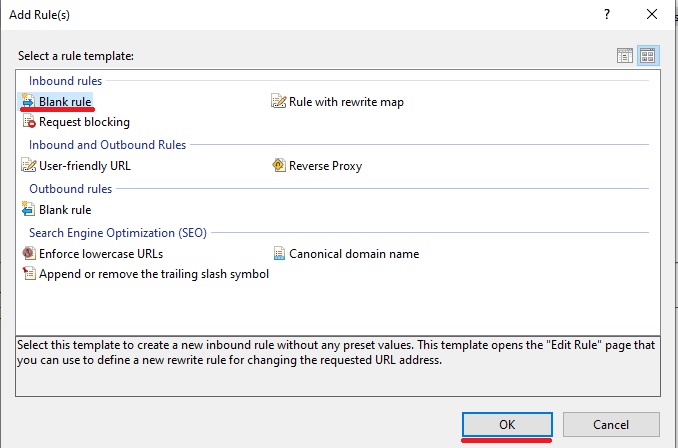 Add Rule(s)
?
Select a rule template:
Inbound rules
Blank rule
Rule with rewrite map
Request blocking
Inbound and Outbound Rules
User-friendly URL
Reverse Proxy
Outbound rules
Blank rule
Search Engine Optimization (SEO)
Enforce lowercase URLs
Canonical domain name
Append or remove the trailing slash symbol
Select this template to create a new inbound rule without any preset values. This template opens the "Edit Rule" page that
you can use to define a new rewrite rule for changing the requested URL address.
OK
Cancel